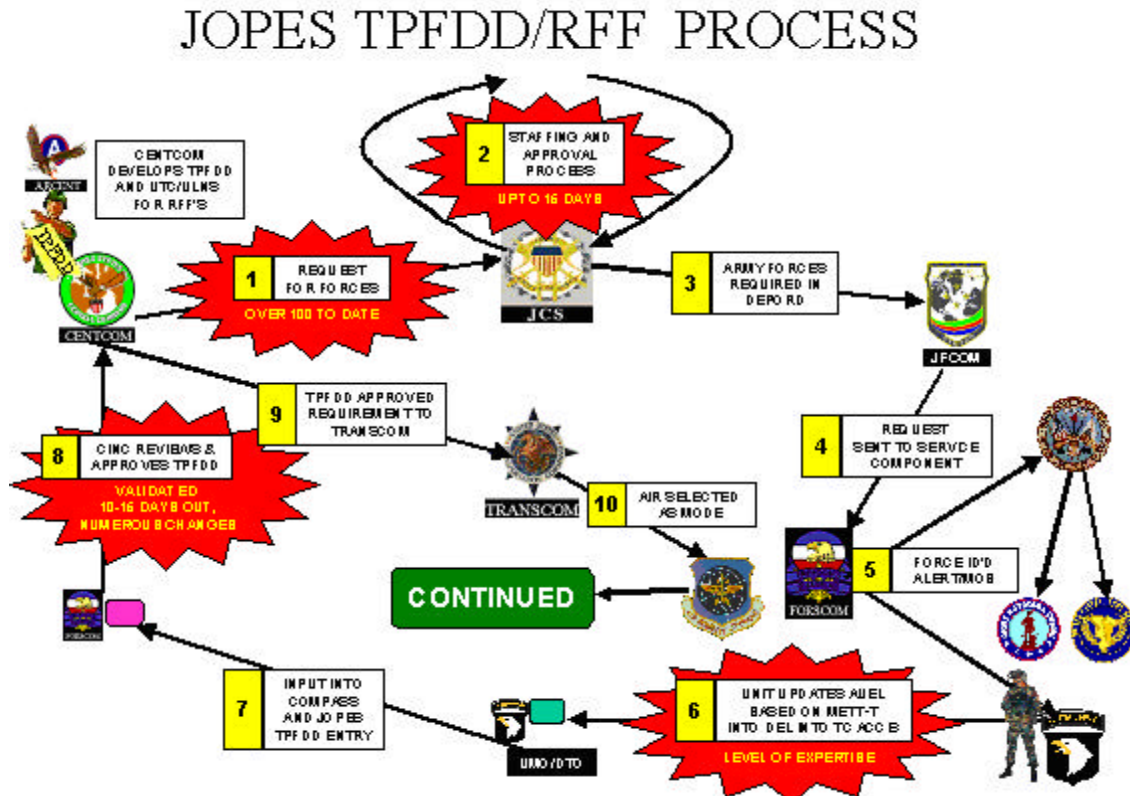 JOPES TPFDD/RFF PROCESS
ARCENT
CENTCOM
DEVELOPS TPFDD
AND UTC/ULNS
FOR RFF'S
TPFDD
CENTCOM
1
REQUEST
FOR FORCES
OVER 100 TO DATE
2
STAFFING AND
APPROVAL
PROCESS
UPTO 16 DAYS
JCS
3
ARMY FORCES
REQUIRED IN
DEPORD
JFCOM
4
REQUEST
SENT TO SERVICE
COMPONENT
FORSCOM
5
FORCE ID'D
ALERT/MOB
6
UNIT UPDATES AUEL
BASED ON METT-T
INTO DEL INTO TC ACCIS
LEVEL OF EXPERTISE
UMO/DTO
7
INPUT INTO
COMPASS
AND JOPES
TPFDD ENTRY
FORSCOM
8
CINC REVIEWS &
APPROVES TPFDD
VALIDATED
10-16 DAYS OUT,
NUMEROUS CHANGES
9
TPFDD APPROVED
REQUIREMENT TO
TRANSCOM
TRANSCOM
10
AIR SELECTED
AS MODE
CONTINUED